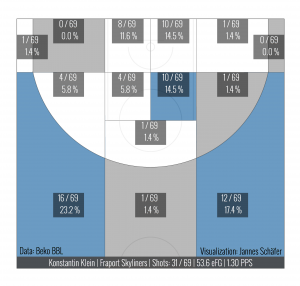 0 / 69 8 / 69 10 / 69 1 / 69
0.0 % 11.6 % 14.5 % 1.4 %
1 / 69 0 / 69
1.4 % 0.0 %
4 / 69 4 / 69 10 / 69 1 / 69
5.8 % 5.8 % 14.5 % 1.4 %
1 / 69
1.4 %
16 / 69 1 / 69 12 / 69
23.2 % 1.4 % 17.4 %
Data: Beko BBL Visualization: Jannes Schäfer
Konstantin Klein | Fraport Skyliners | Shots: 31 / 69 | 53.6 eFG | 1.30 PPS